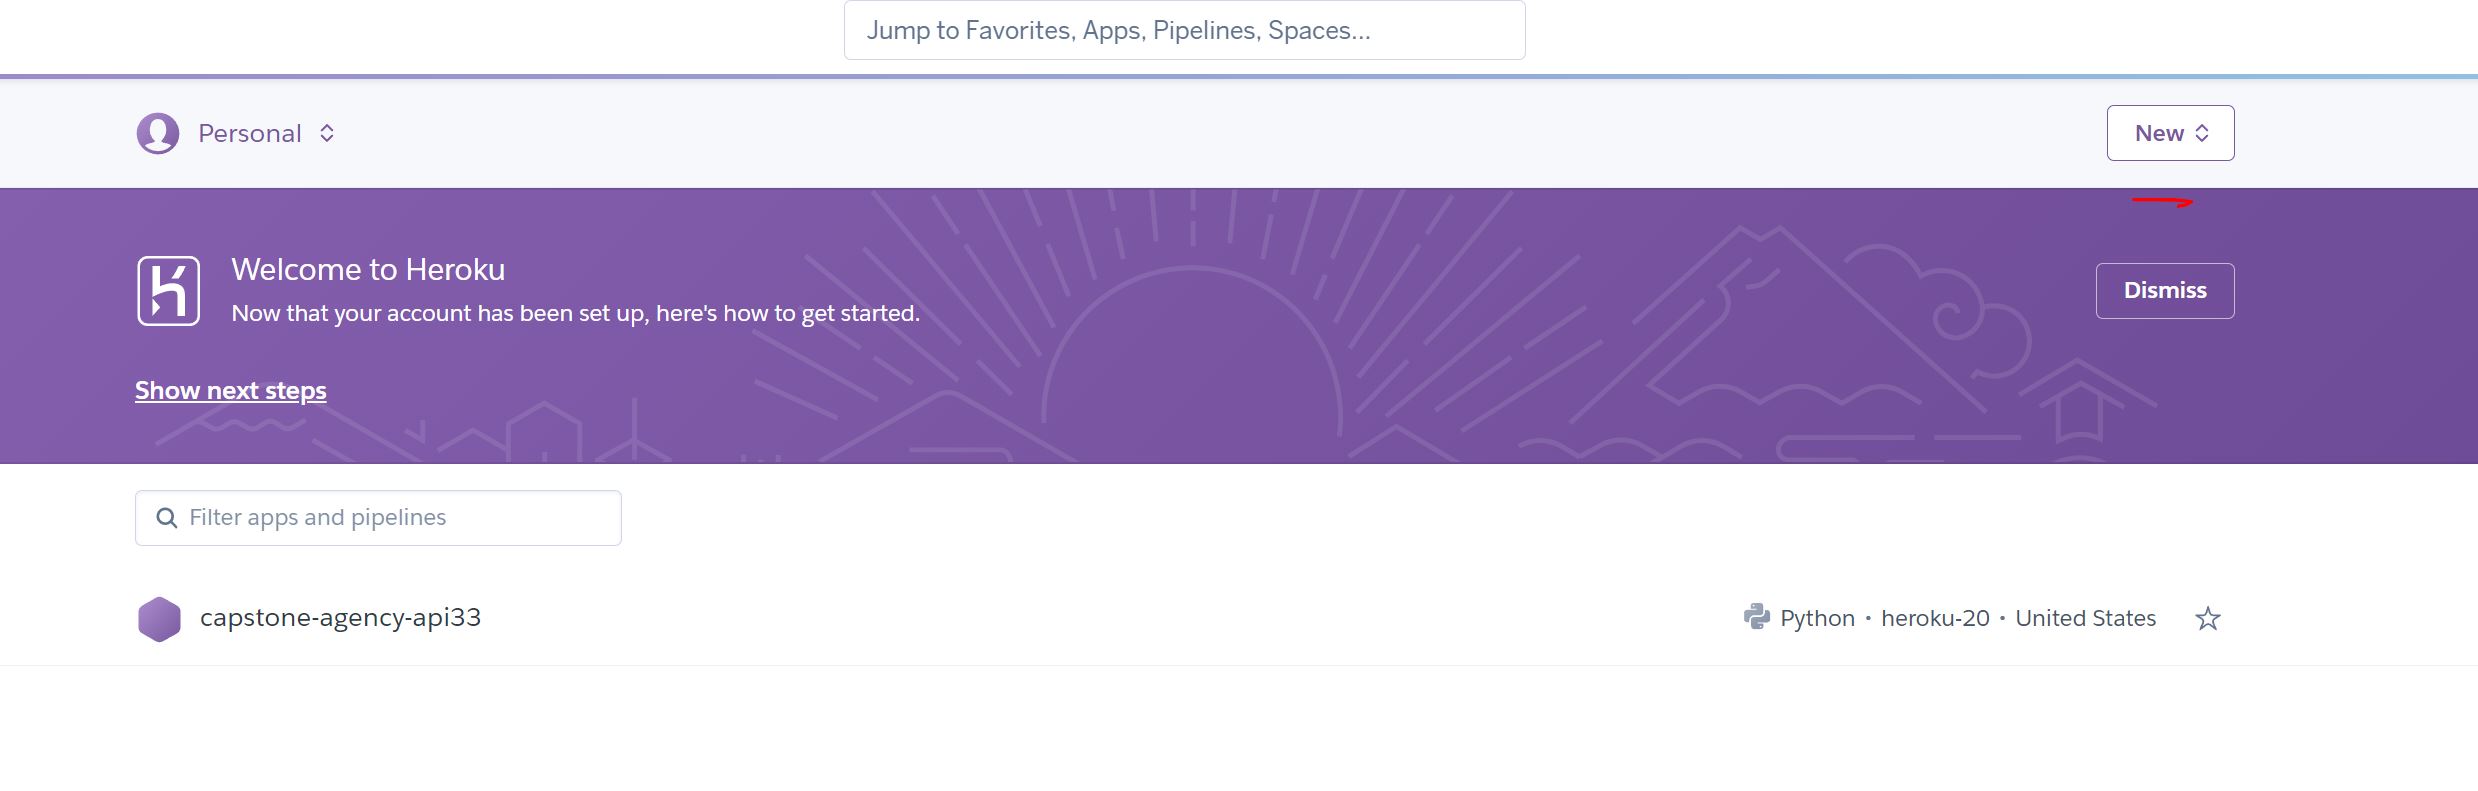 Jump to Favorites, Apps, Pipelines, Spaces...
Personal
New
Welcome to Heroku
Now that your account has been set up, here's how to get started.
Dismiss
Show next steps
Filter apps and pipelines
capstone-agency-api33
Python • heroku-20 • United States